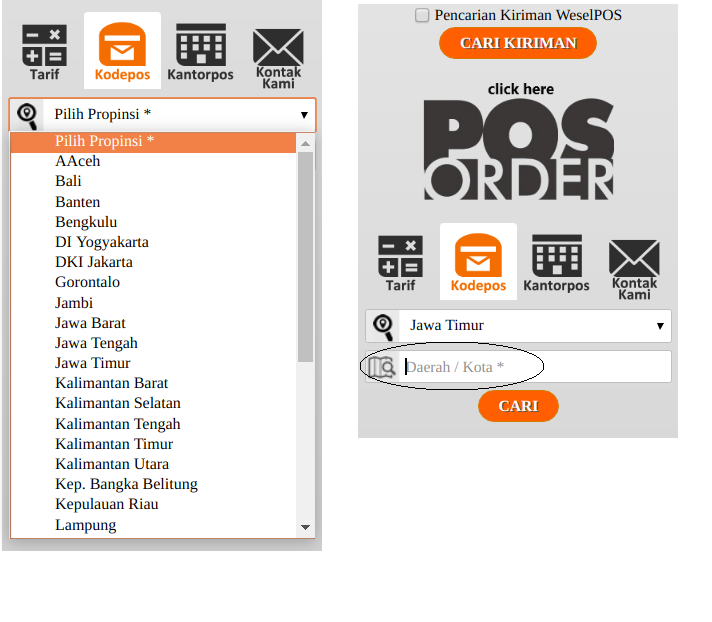 Tarif
Kodepos
Kantorpos
Kontak
Kami
Pilih Propinsi *
Pilih Propinsi *
AAceh
Bali
Banten
Bengkulu
DI Yogyakarta
DKI Jakarta
Gorontalo
Jambi
Jawa Barat
Jawa Tengah
Jawa Timur
Kalimantan Barat
Kalimantan Selatan
Kalimantan Tengah
Kalimantan Timur
Kalimantan Utara
Kep. Bangka Belitung
Kepulauan Riau
Lampung
Pencarian Kiriman WeselPOS
CARI KIRIMAN
click here
POS
ORDER
Tarif
Kodepos
Kantorpos
Kontak
Kami
Jawa Timur
Daerah / Kota *
CARI